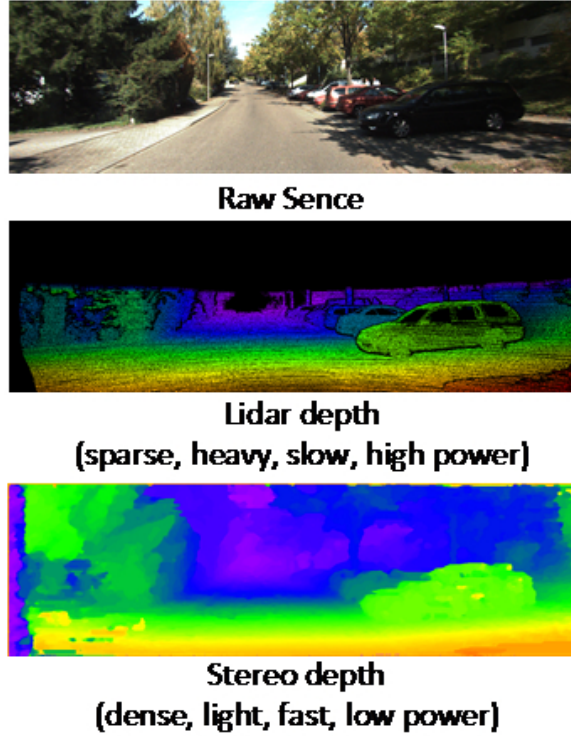 Raw Sence
Lidar depth
(sparse, heavy, slow, high power)
Stereo depth
(dense, light, fast, low power)